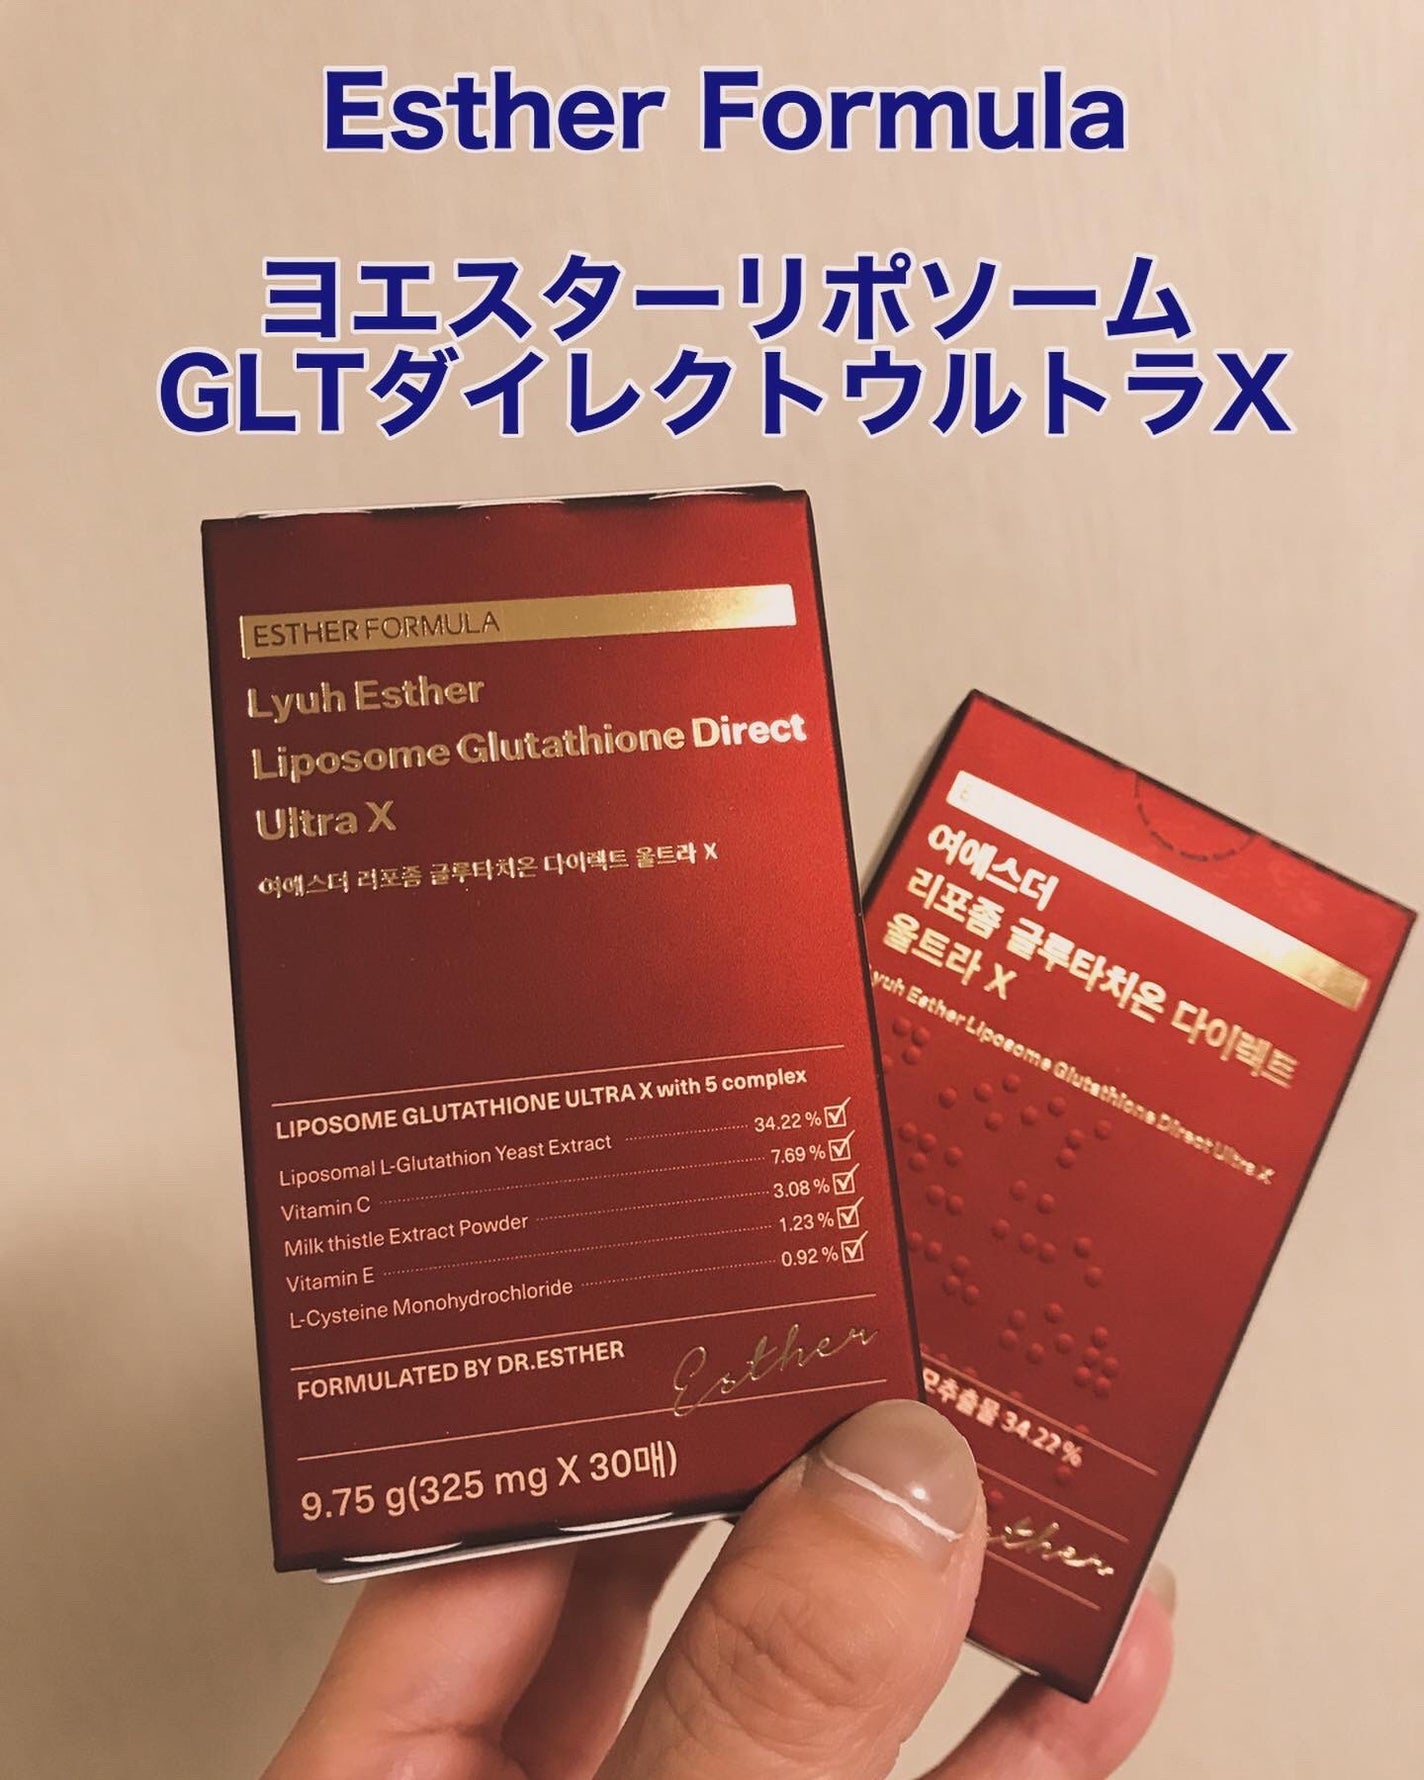 Esther Formula
ヨエスターリポソーム
GLTダイレクトウルトラX
ESTHER FORMULA
Lyuh Esther
Liposome Glutathione Direct
Ultra X
여에스더 리포좀 글루타치온 다이렉트 울트라 X
LIPOSOME GLUTATHIONE ULTRA X with 5 complex
Liposomal L-Glutathion Yeast Extract 34.22 %
Vitamin C 7.69 %
Milk thistle Extract Powder 3.08 %
Vitamin E 1.23 %
L-Cysteine Monohydrochloride 0.92 %
FORMULATED BY DR.ESTHER
Esther
9.75 g(325 mg X 30매)
여에스더
리포좀 글루타치온 다이렉트
울트라 X
Lyuh Esther Liposome Glutathione Direct Ultra X
모추출물 34.22%